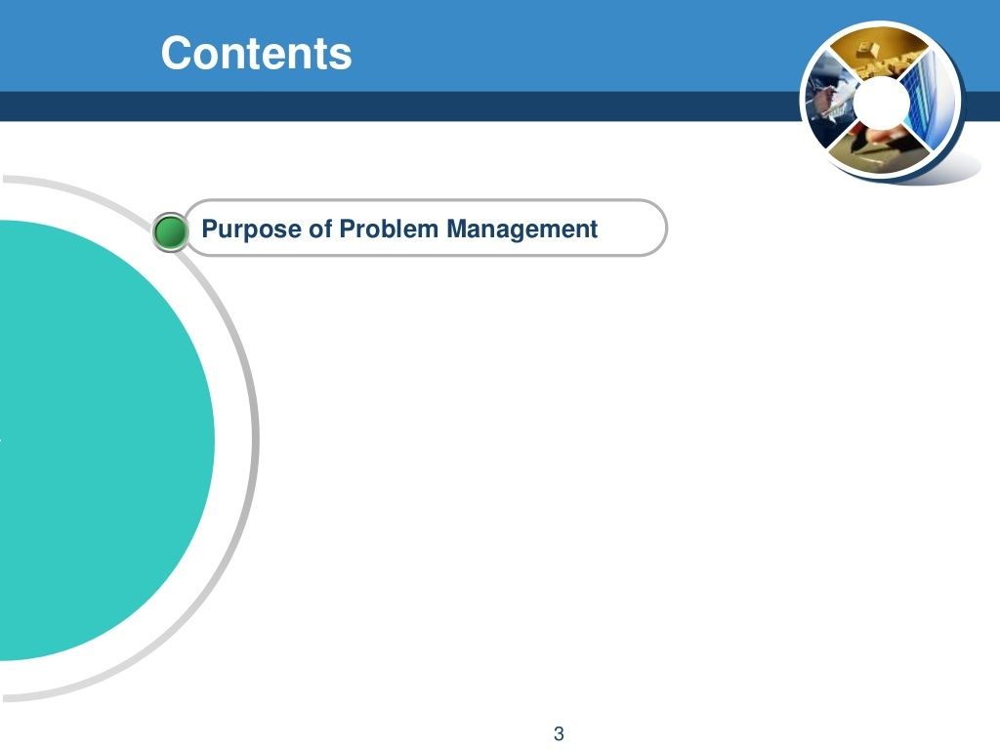 Contents
Purpose of Problem Management
3